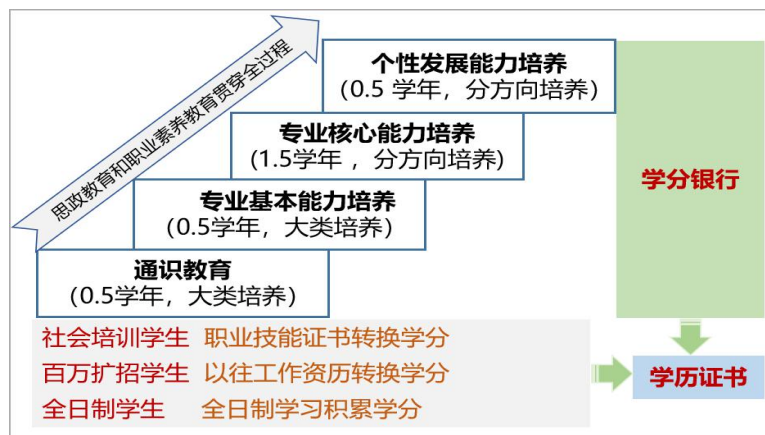 思政教育和职业素养教育贯穿全过程
个性发展能力培养
(0.5 学年，分方向培养)
专业核心能力培养
(1.5学年 ，分方向培养)
专业基本能力培养
(0.5学年，大类培养)
通识教育
(0.5学年，大类培养)
学分银行
社会培训学生 职业技能证书转换学分
百万扩招学生 以往工作资历转换学分
全日制学生 全日制学习积累学分
学历证书